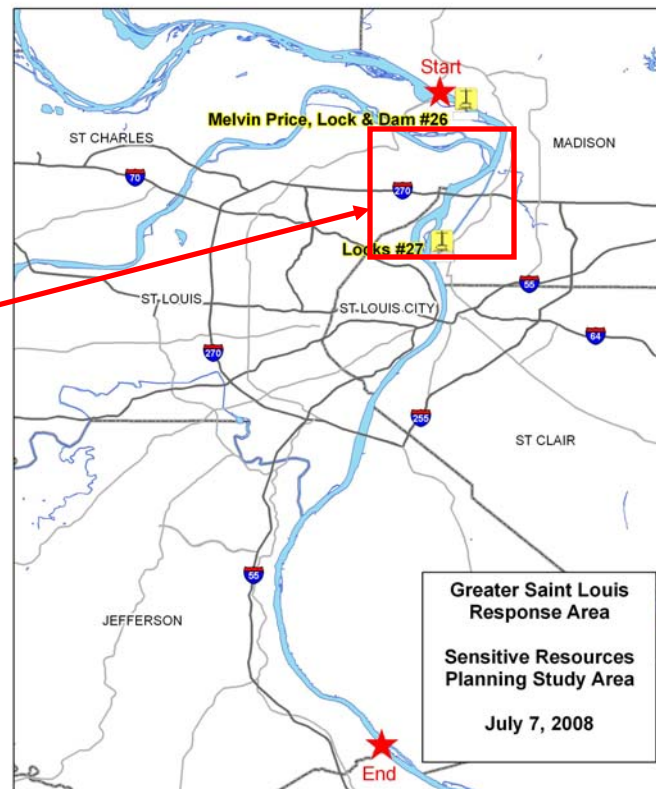 Start
Melvin Price, Lock & Dam #26
ST CHARLES
MADISON
70
270
Locks #27
55
ST LOUIS
ST LOUIS CITY
64
270
255
ST CLAIR
55
JEFFERSON
Greater Saint Louis
Response Area
Sensitive Resources
Planning Study Area
July 7, 2008
End